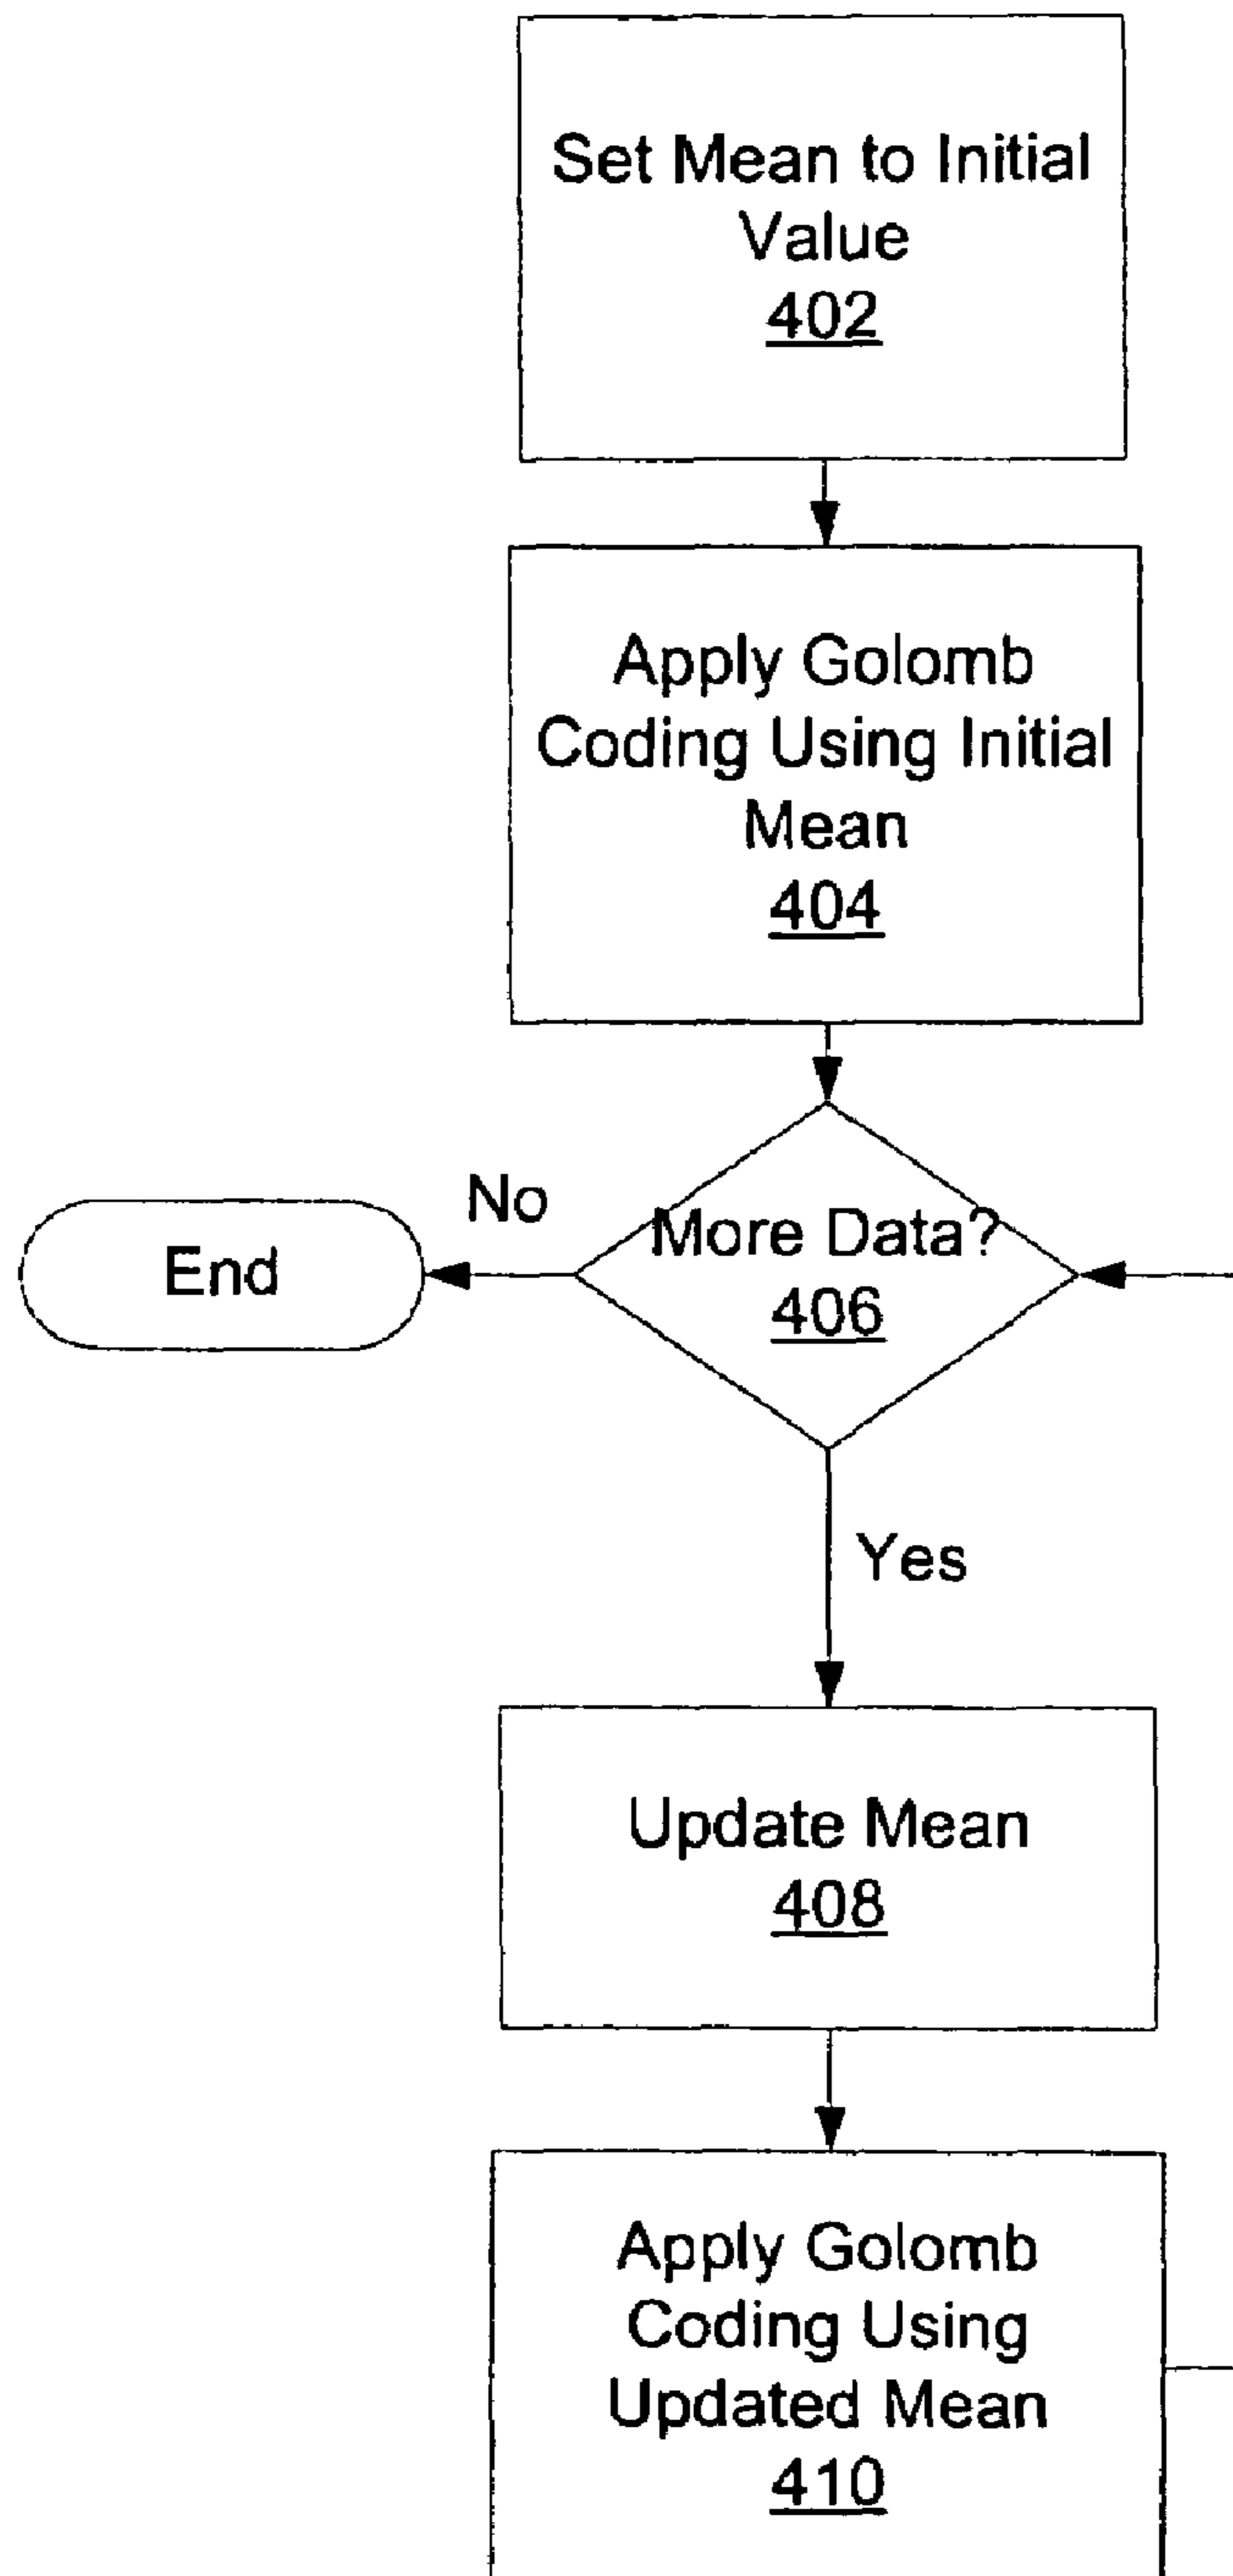 Set Mean to Initial
Value
402
Apply Golomb
Coding Using Initial
Mean
404
No
End
More Data?
406
Yes
Update Mean
408
Apply Golomb
Coding Using
Updated Mean
410